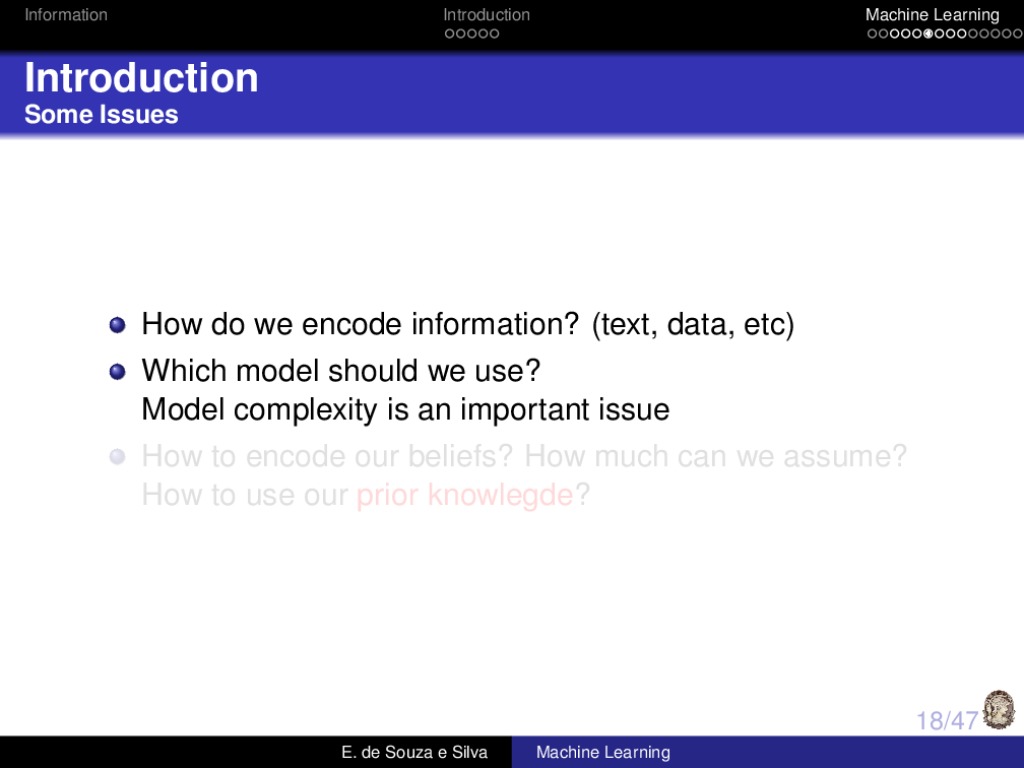 Information Introduction Machine Learning
Introduction
Some Issues
How do we encode information? (text, data, etc)
Which model should we use?
Model complexity is an important issue
How to encode our beliefs? How much can we assume?
How to use our prior knowlegde?
18/47
E. de Souza e Silva Machine Learning